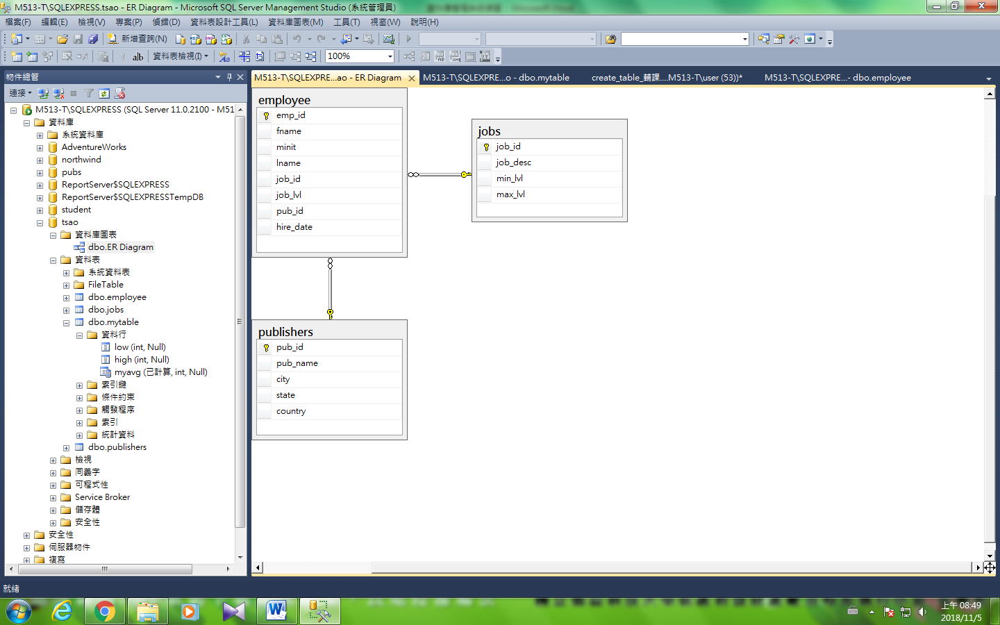 M513-T\SQLEXPRESS.tsao - ER Diagram - Microsoft SQL Server Management Studio (系統管理員)
檔案(F) 編輯(E) 檢視(V) 專案(P) 偵錯(D) 資料表設計工具(L) 資料庫圖表(M) 工具(T) 視窗(W) 說明(H)
新增查詢(N)
資料表檢視(I) 100%
物件總管
M513-T\SQLEXPRE...ao - ER Diagram M513-T\SQLEXPRE...o - dbo.mytable create_table_輔課....M513-T\user (53))* M513-T\SQLEXPRE...- dbo.employee
連接
M513-T\SQLEXPRESS (SQL Server 11.0.2100 - M51
資料庫
系統資料庫
AdventureWorks
northwind
pubs
ReportServer$SQLEXPRESS
ReportServer$SQLEXPRESSTempDB
student
tsao
資料庫圖表
dbo.ER Diagram
資料表
系統資料表
FileTable
dbo.employee
dbo.jobs
dbo.mytable
資料行
low (int, Null)
high (int, Null)
myavg (已計算, int, Null)
索引鍵
條件約束
觸發程序
索引
統計資料
dbo.publishers
檢視
同義字
可程式性
Service Broker
儲存體
安全性
安全性
伺服器物件
複寫
employee
emp_id
fname
minit
lname
job_id
job_lvl
pub_id
hire_date
jobs
job_id
job_desc
min_lvl
max_lvl
publishers
pub_id
pub_name
city
state
country
就緒
上午 08:49
2018/11/5